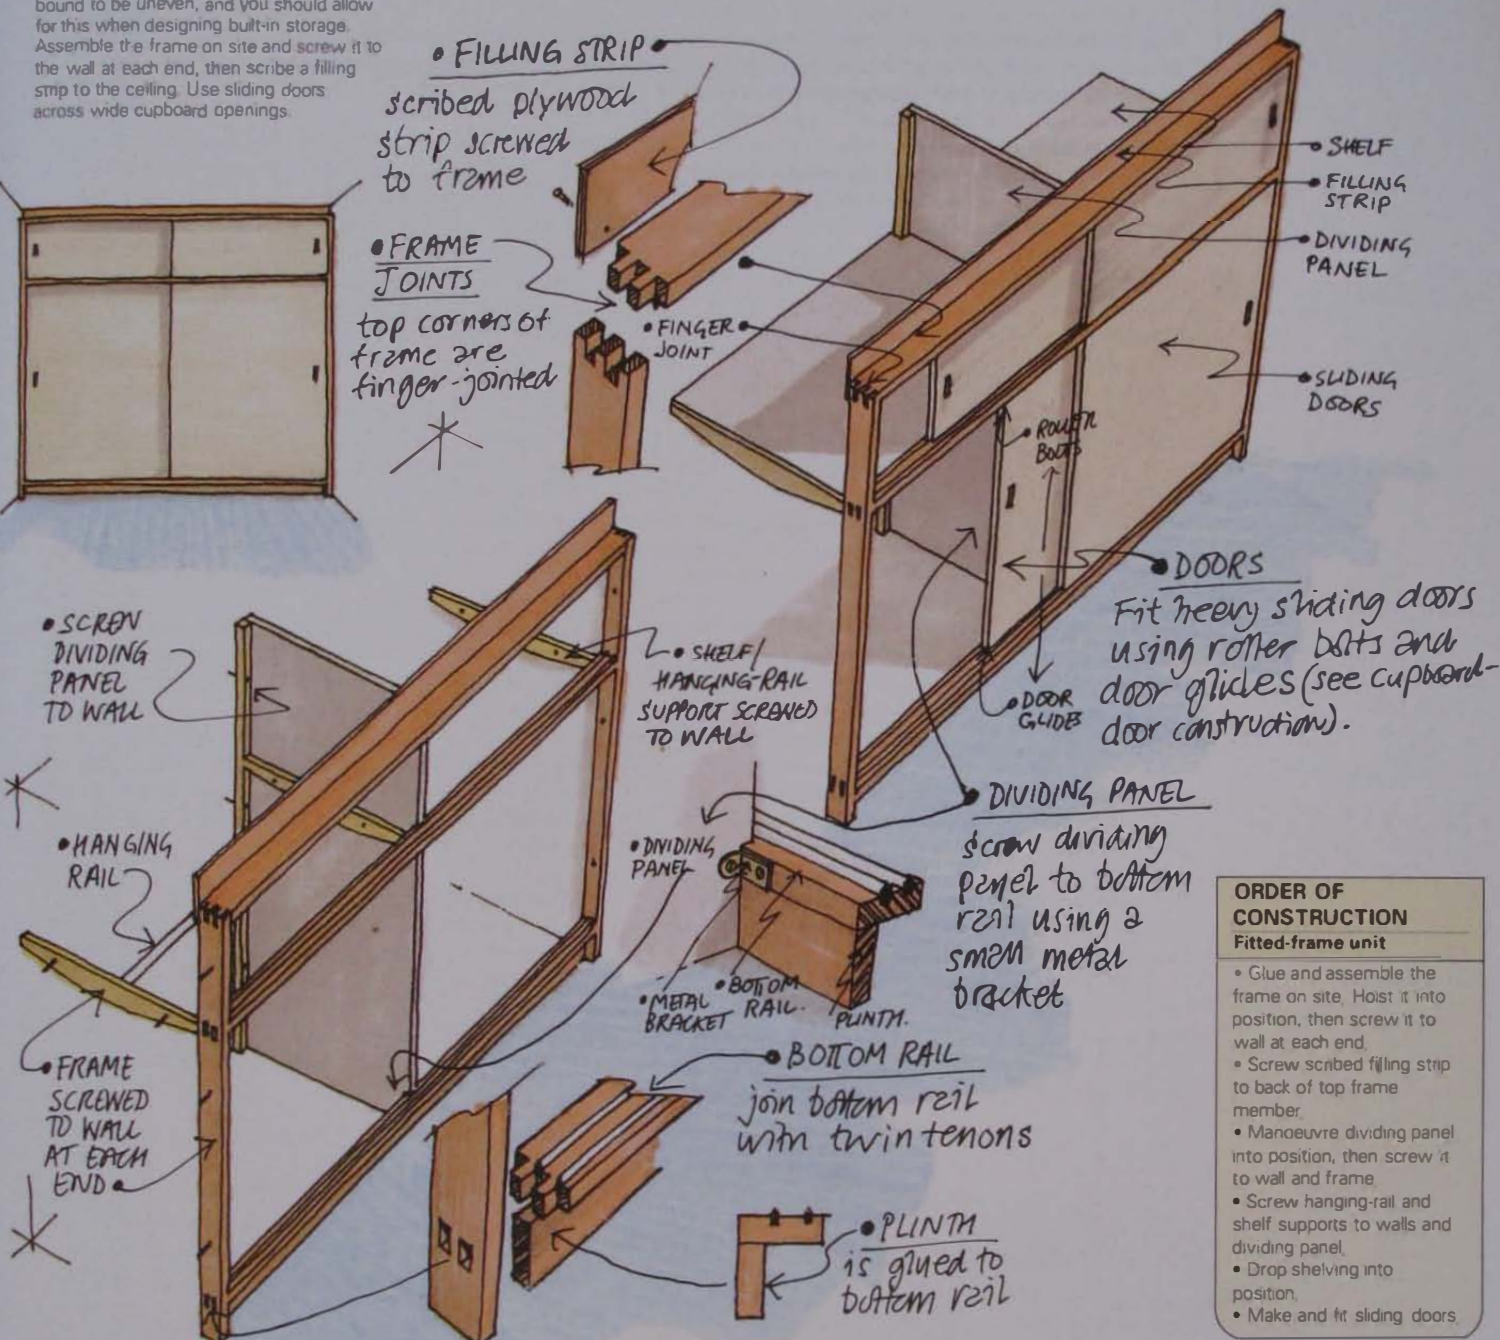 bound to be uneven, and you should allow
for this when designing built-in storage.
Assemble the frame on site and screw it to
the wall at each end, then scribe a filling
strip to the ceiling. Use sliding doors
across wide cupboard openings.
• FILLING STRIP
scribed plywood
strip screwed
to frame
• FRAME
JOINTS
top corners of
frame are
finger-jointed
• FINGER
JOINT
• SHELF
• FILLING
STRIP
• DIVIDING
PANEL
• SLIDING
DOORS
• ROLLER
BOLTS
• DOORS
Fit heavy sliding doors
using roller bolts and
door glides (see cupboard-
door construction).
• DOOR
GLIDES
• SCREW
DIVIDING
PANEL
TO WALL
• SHELF/
HANGING-RAIL
SUPPORT SCREWED
TO WALL
• HANGING
RAIL
• DIVIDING PANEL
screw dividing
panel to bottom
rail using a
small metal
bracket
• DIVIDING
PANEL
• METAL
BRACKET
• BOTTOM
RAIL.
PLINTH.
• FRAME
SCREWED
TO WALL
AT EACH
END
• BOTTOM RAIL
join bottom rail
with twin tenons
• PLINTH
is glued to
bottom rail
ORDER OF
CONSTRUCTION
Fitted-frame unit
• Glue and assemble the
frame on site. Hoist it into
position, then screw it to
wall at each end.
• Screw scribed filling strip
to back of top frame
member.
• Manoeuvre dividing panel
into position, then screw it
to wall and frame.
• Screw hanging-rail and
shelf supports to walls and
dividing panel.
• Drop shelving into
position.
• Make and fit sliding doors.